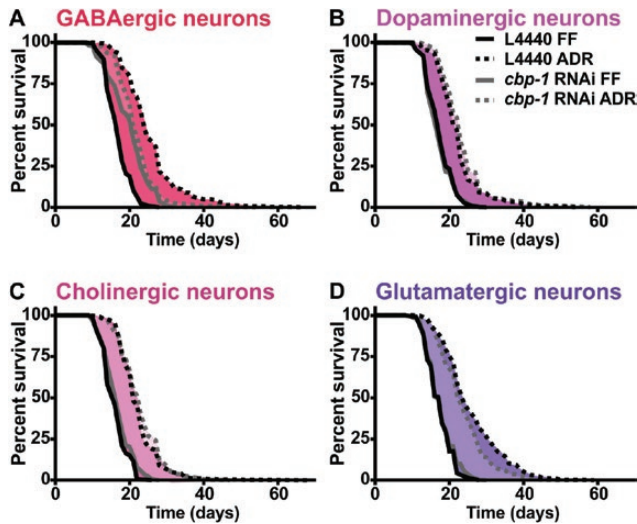 A GABAergic neurons
Percent survival
100
75
50
25
0
0 20 40 60
Time (days)
B Dopaminergic neurons
L4440 FF
L4440 ADR
cbp-1 RNAi FF
cbp-1 RNAi ADR
Percent survival
100
75
50
25
0
0 20 40 60
Time (days)
C Cholinergic neurons
Percent survival
100
75
50
25
0
0 20 40 60
Time (days)
D Glutamatergic neurons
Percent survival
100
75
50
25
0
0 20 40 60
Time (days)